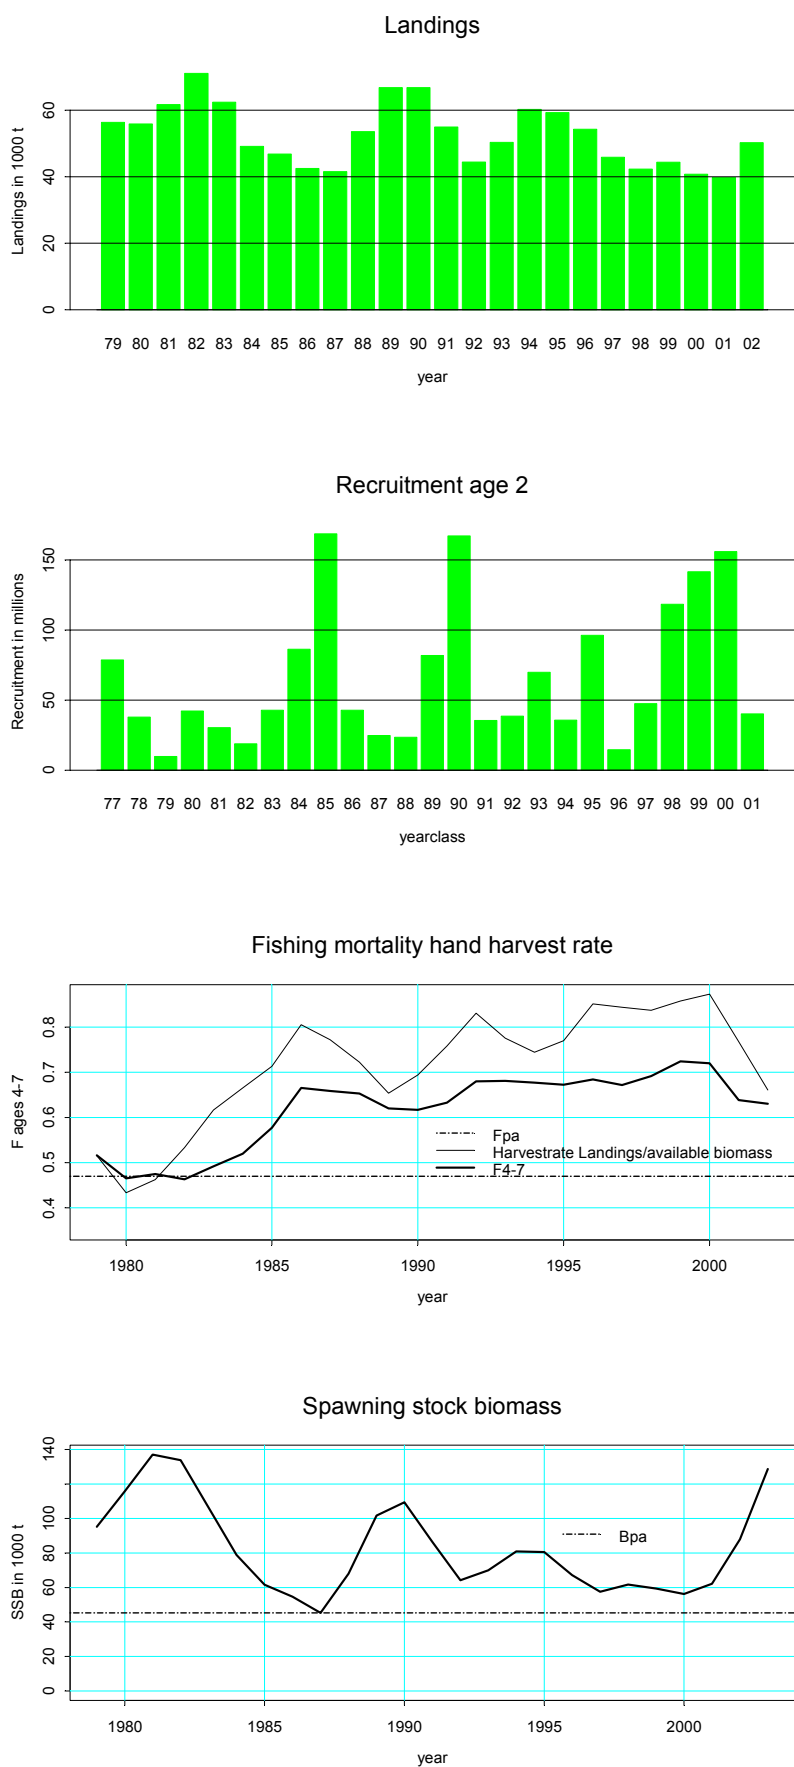 Landings
Landings in 1000 t
0 20 40 60
79 80 81 82 83 84 85 86 87 88 89 90 91 92 93 94 95 96 97 98 99 00 01 02
year
Recruitment age 2
Recruitment in millions
0 50 100 150
77 78 79 80 81 82 83 84 85 86 87 88 89 90 91 92 93 94 95 96 97 98 99 00 01
yearclass
Fishing mortality hand harvest rate
F ages 4-7
0.4 0.5 0.6 0.7 0.8
Fpa
Harvestrate Landings/available biomass
F4-7
1980 1985 1990 1995 2000
year
Spawning stock biomass
SSB in 1000 t
0 20 40 60 80 100 140
Bpa
1980 1985 1990 1995 2000
year